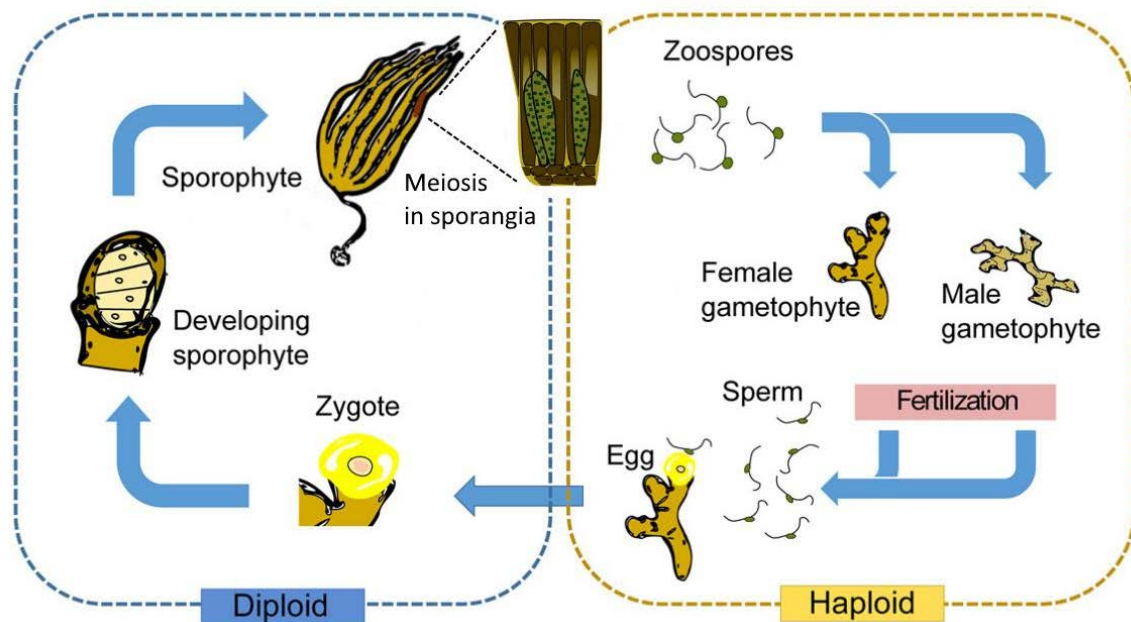 Zoospores
Sporophyte
Meiosis
in sporangia
Female
gametophyte
Male
gametophyte
Developing
sporophyte
Zygote
Sperm
Fertilization
Egg
Diploid
Haploid